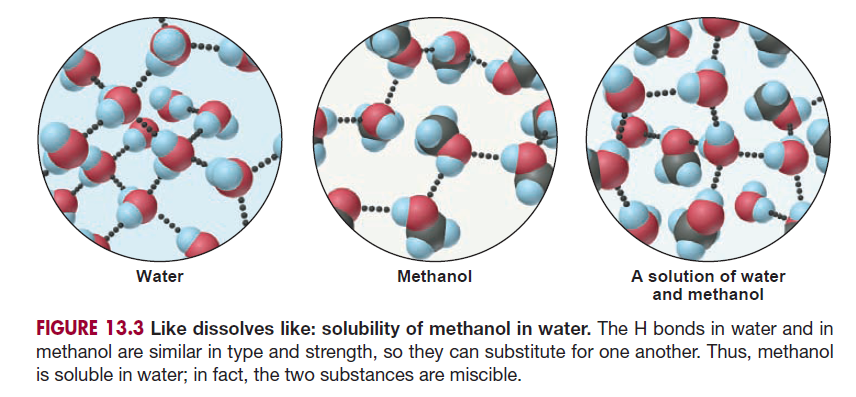 Water
Methanol
A solution of water
and methanol
FIGURE 13.3 Like dissolves like: solubility of methanol in water. The H bonds in water and in
methanol are similar in type and strength, so they can substitute for one another. Thus, methanol
is soluble in water; in fact, the two substances are miscible.